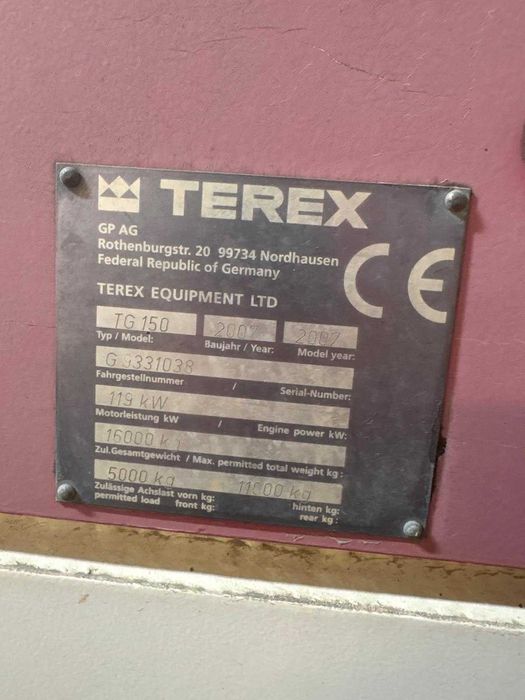 TEREX
GP AG
Rothenburgstr. 20 99734 Nordhausen
Federal Republic of Germany
CE
TEREX EQUIPMENT LTD
TG 150 2007 2007
Typ / Model: Baujahr / Year: Model year:
G 9331038
Fahrgestellnummer / Serial-Number:
119 kW
Motorleistung kW / Engine power kW:
16000 kg
Zul.Gesamtgewicht / Max. permitted total weight kg :
5000 kg 11000 kg
Zulässige Achslast vorn kg: hinten kg:
permitted load front kg: rear kg :